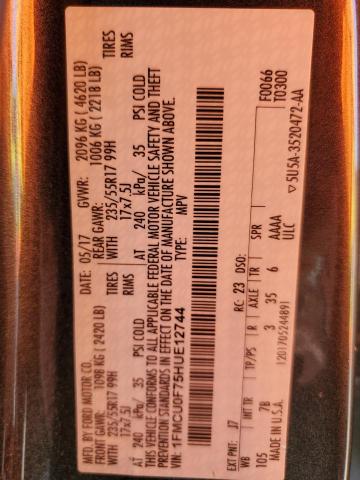 MFD. BY FORD MOTOR CO.
DATE: 05/17 GVWR: 2096 KG ( 4620 LB)
FRONT GAWR: 1098 KG ( 2420 LB) REAR GAWR: 1006 KG ( 2218 LB)
WITH 235/55R17 99H TIRES WITH 235/55R17 99H TIRES
17x7.5J RIMS 17x7.5J RIMS
AT 240 kPa/ 35 PSI COLD AT 240 kPa/ 35 PSI COLD
THIS VEHICLE CONFORMS TO ALL APPLICABLE FEDERAL MOTOR VEHICLE SAFETY AND THEFT
PREVENTION STANDARDS IN EFFECT ON THE DATE OF MANUFACTURE SHOWN ABOVE.
VIN: 1FMCU0F75HUE12744 TYPE: MPV
F0066
T0300
EXT PNT: J7 RC: 23 DSO:
WB INT TR TP/PS R AXLE TR SPR
105 7B 3 35 6 AAAA
ULC
MADE IN U.S.A.
1201705244891 ▽5U5A-3520472-AA